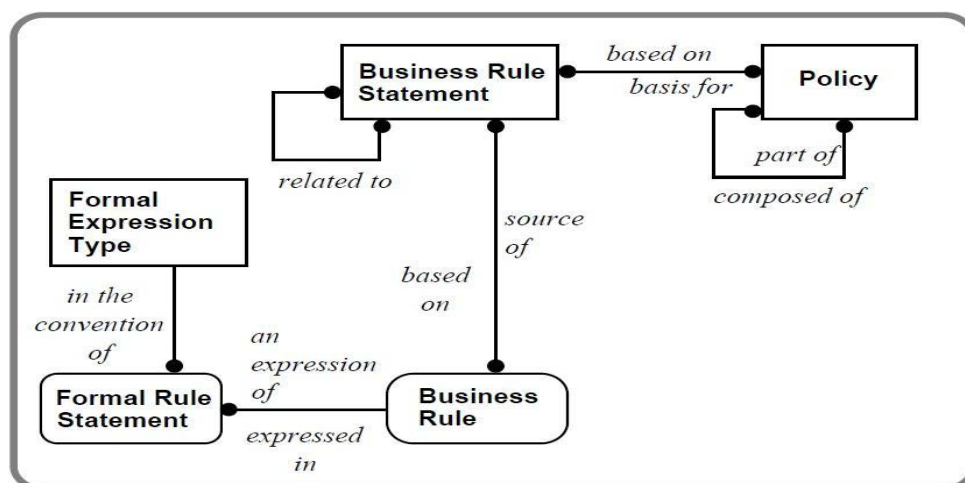 Business Rule
Statement
based on
basis for
Policy
part of
composed of
related to
Formal
Expression
Type
source
of
based
on
in the
convention
of
an
expression
of
Formal Rule
Statement
Business
Rule
expressed
in